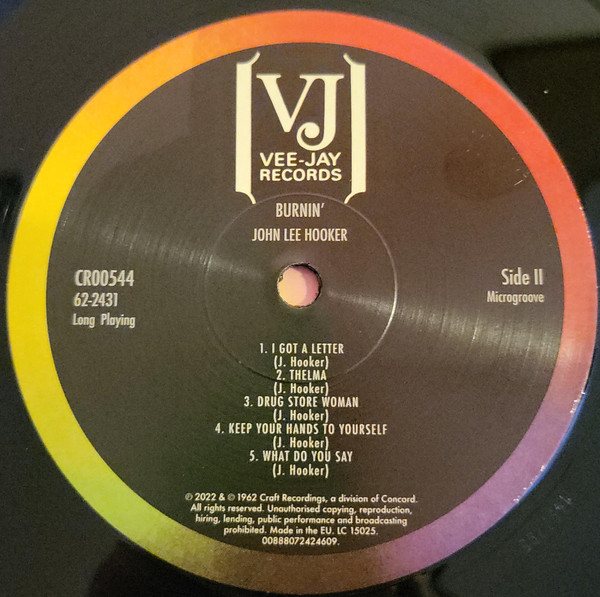 VJ
VEE-JAY
RECORDS
BURNIN'
JOHN LEE HOOKER
CR00544
62-2431
Long Playing
Side II
Microgroove
1. I GOT A LETTER
(J. Hooker)
2. THELMA
(J. Hooker)
3. DRUG STORE WOMAN
(J. Hooker)
4. KEEP YOUR HANDS TO YOURSELF
(J. Hooker)
5. WHAT DO YOU SAY
(J. Hooker)
℗ 2022 & © 1962 Craft Recordings, a division of Concord.
All rights reserved. Unauthorised copying, reproduction,
hiring, lending, public performance and broadcasting
prohibited. Made in the EU. LC 15025.
00888072424609.